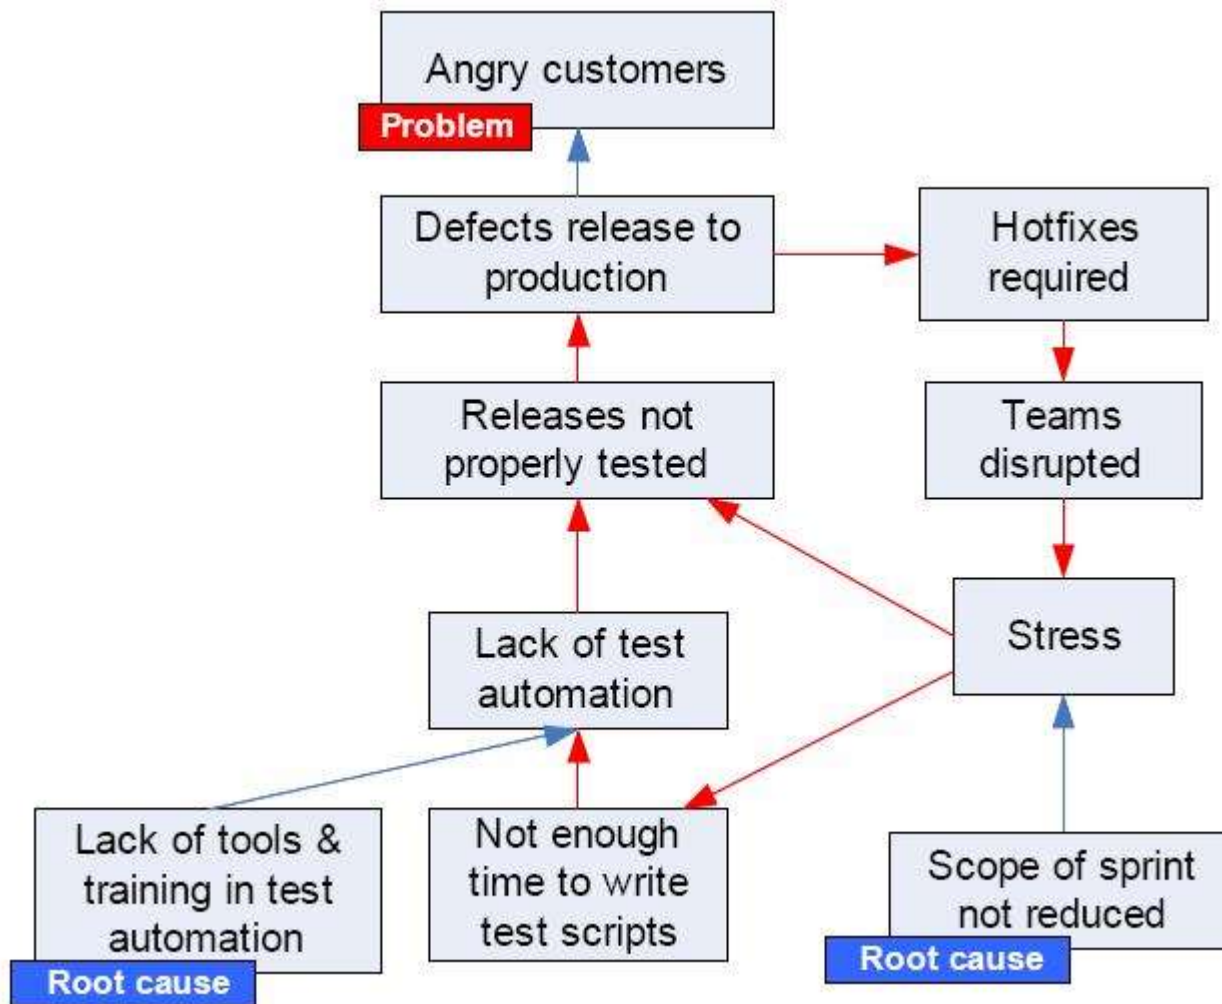 Angry customers
Problem
Defects release to
production
Hotfixes
required
Releases not
properly tested
Teams
disrupted
Lack of test
automation
Stress
Lack of tools &
training in test
automation
Root cause
Not enough
time to write
test scripts
Scope of sprint
not reduced
Root cause